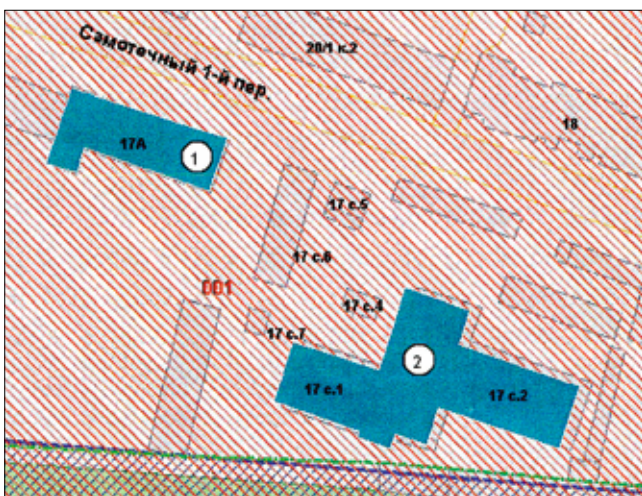 Самотечный 1-й пер.
20/1 к.2
18
17А
1
17 с.5
17 с.6
001
17 с.4
17 с.7
2
17 с.1
17 с.2